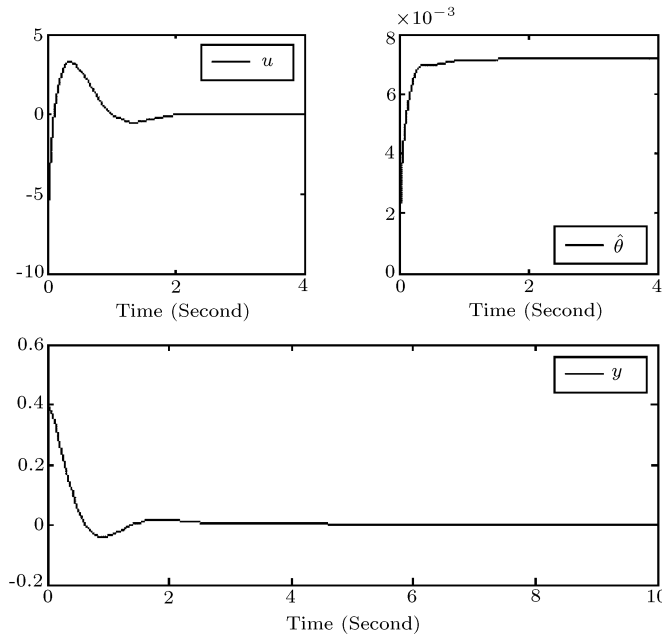 ×10⁻³
5
0
-5
-10
u
0 2 4
Time (Second)
8
6
4
2
0
θ̂
0 2 4
Time (Second)
0.6
0.4
0.2
0
-0.2
y
0 2 4 6 8 10
Time (Second)